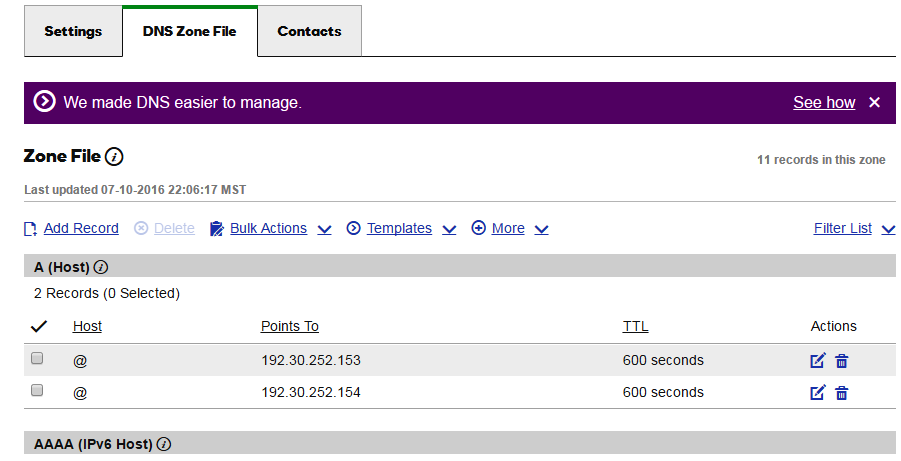 Settings DNS Zone File Contacts
We made DNS easier to manage. See how ×
Zone File i 11 records in this zone
Last updated 07-10-2016 22:06:17 MST
Add Record Delete Bulk Actions Templates More Filter List
A (Host) i
2 Records (0 Selected)
Host Points To TTL Actions
@ 192.30.252.153 600 seconds
@ 192.30.252.154 600 seconds
AAAA (IPv6 Host) i